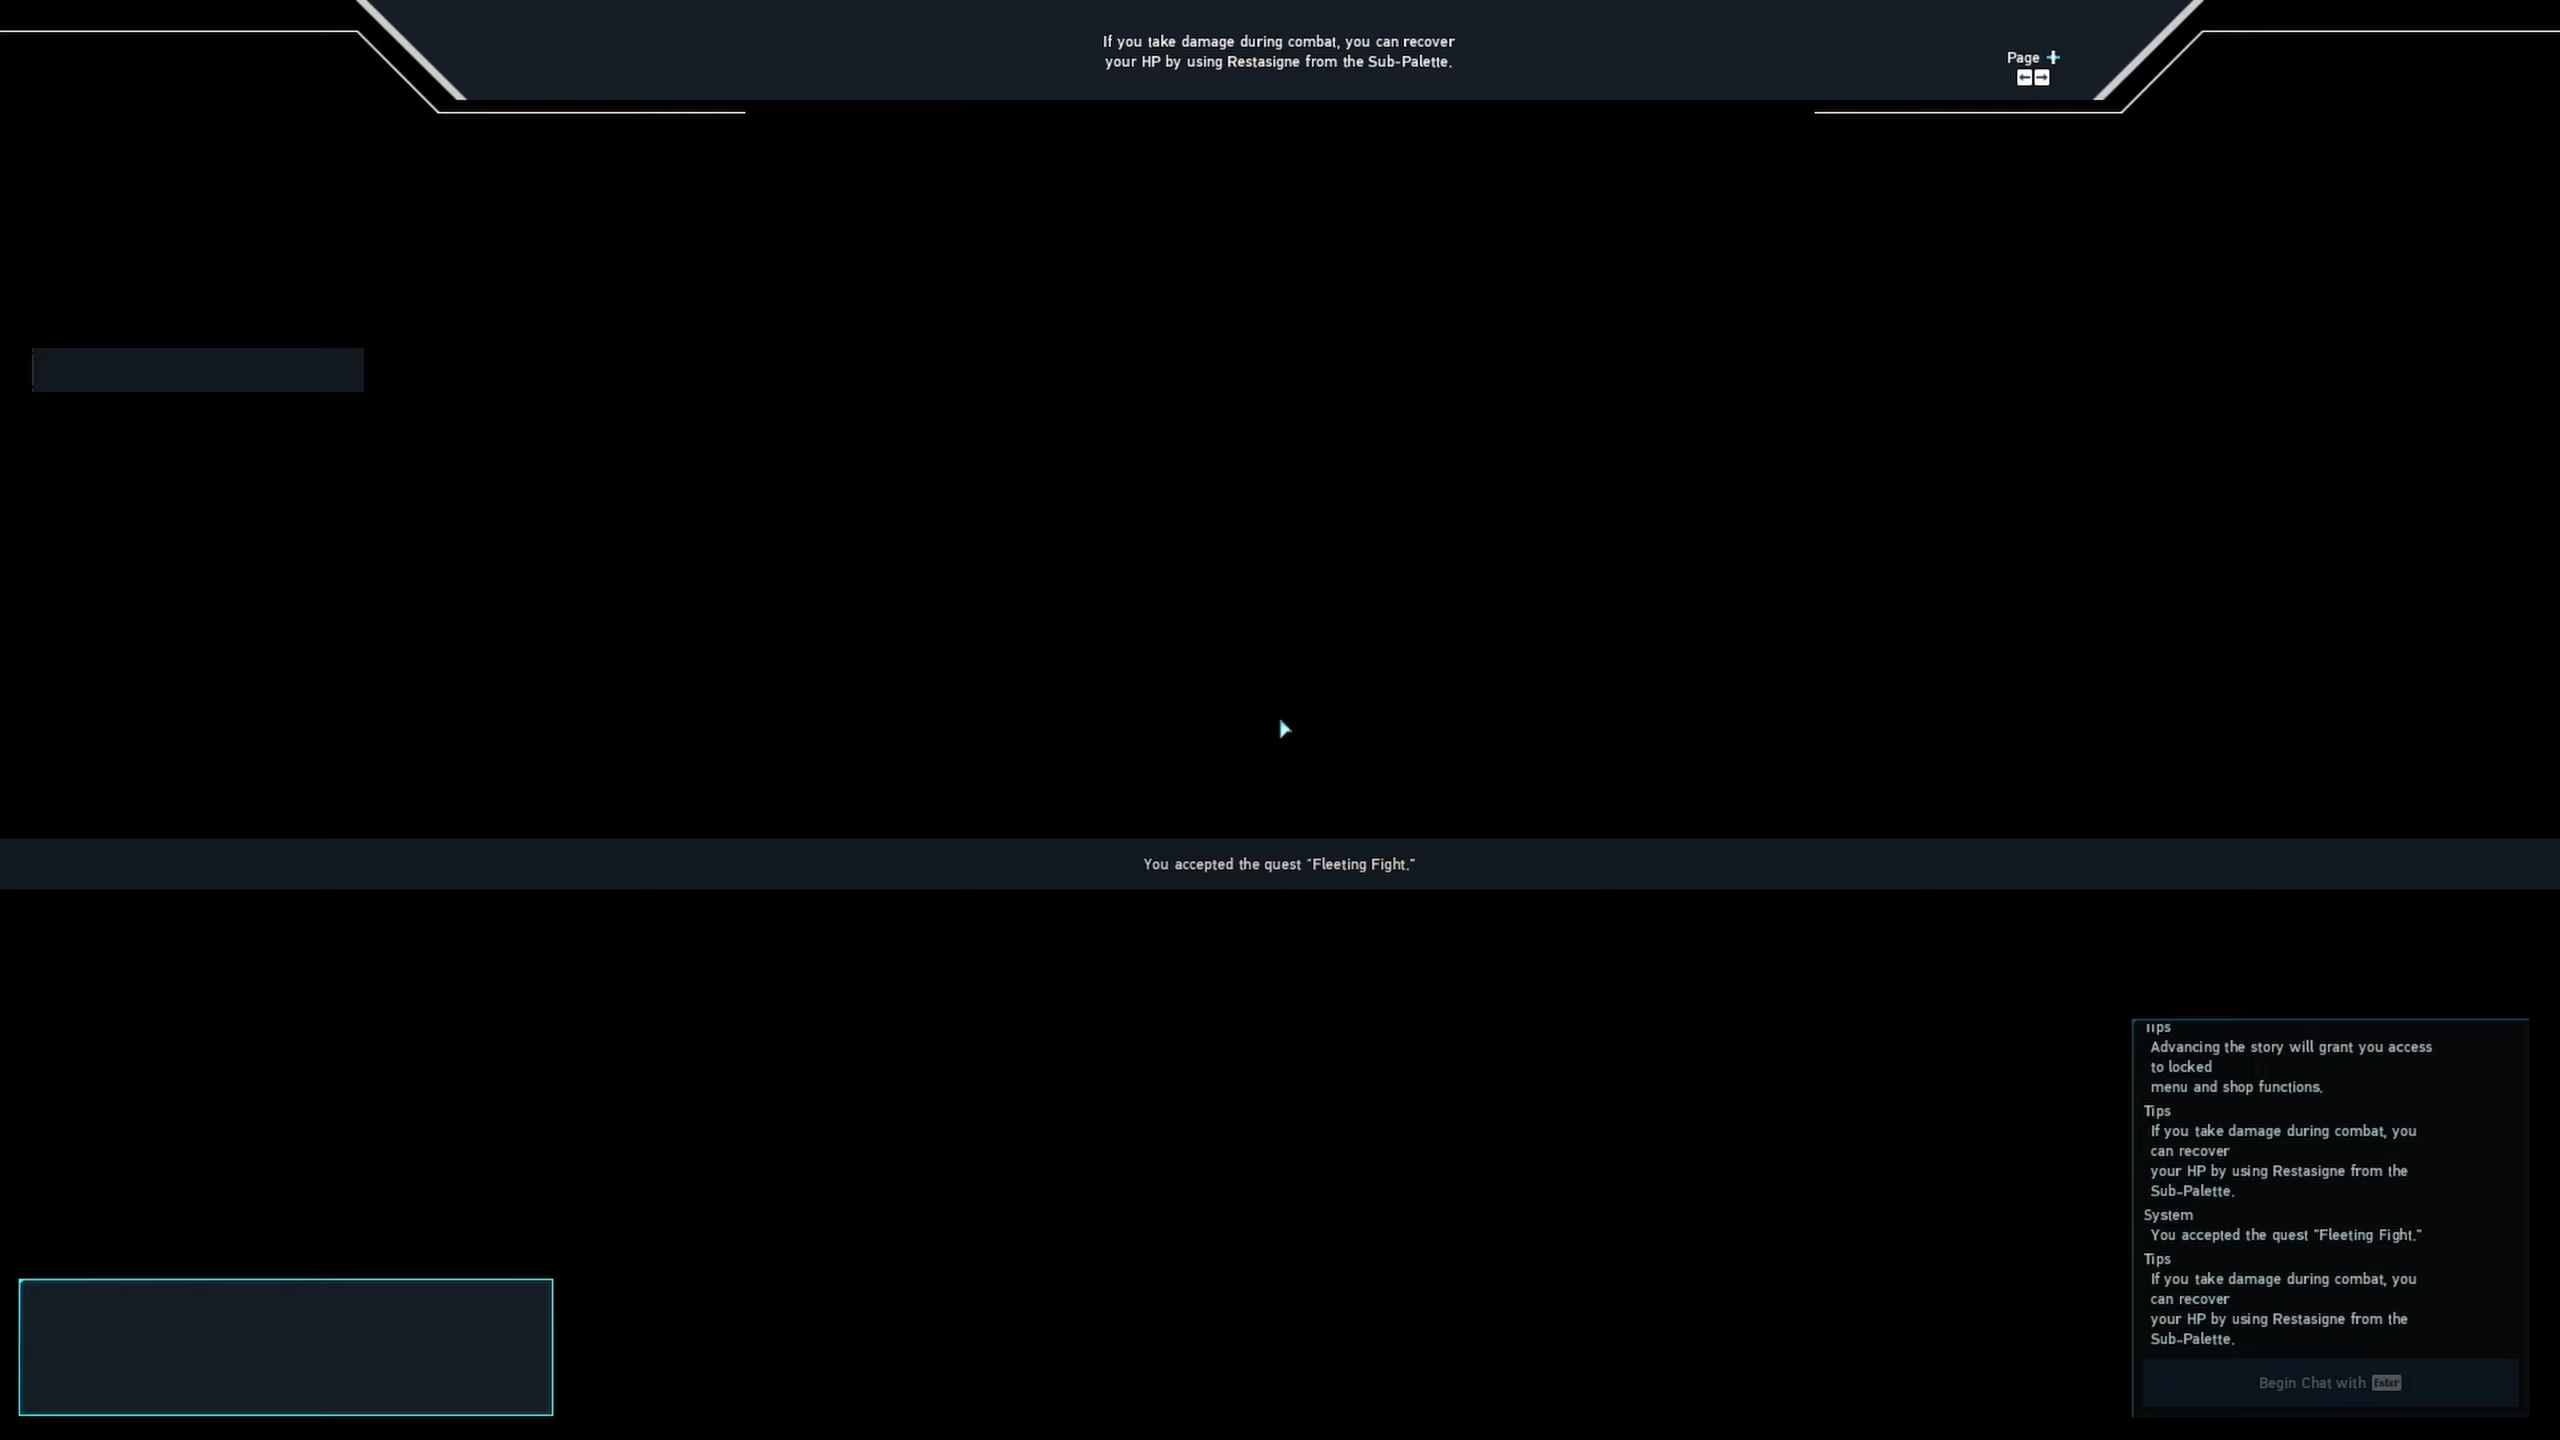 If you take damage during combat, you can recover
your HP by using Restasigne from the Sub-Palette.
Page
You accepted the quest "Fleeting Fight."
Tips
Advancing the story will grant you access
to locked
menu and shop functions.
Tips
If you take damage during combat, you
can recover
your HP by using Restasigne from the
Sub-Palette.
System
You accepted the quest "Fleeting Fight."
Tips
If you take damage during combat, you
can recover
your HP by using Restasigne from the
Sub-Palette.
Begin Chat with Enter